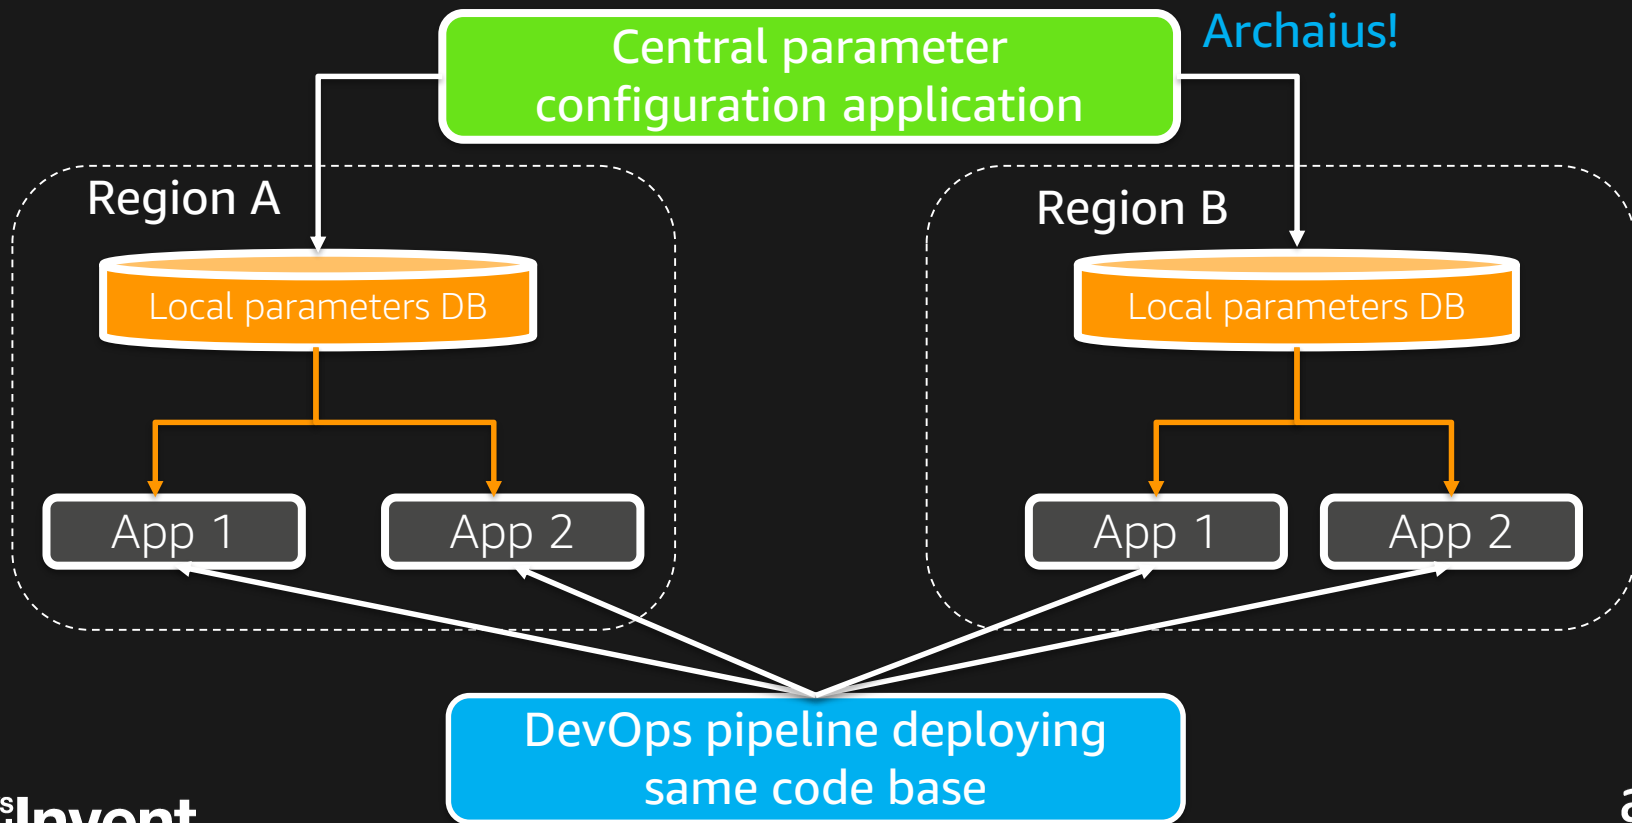 Central parameter
configuration application
Archaius!
Region A
Region B
Local parameters DB
Local parameters DB
App 1
App 2
App 1
App 2
DevOps pipeline deploying
same code base